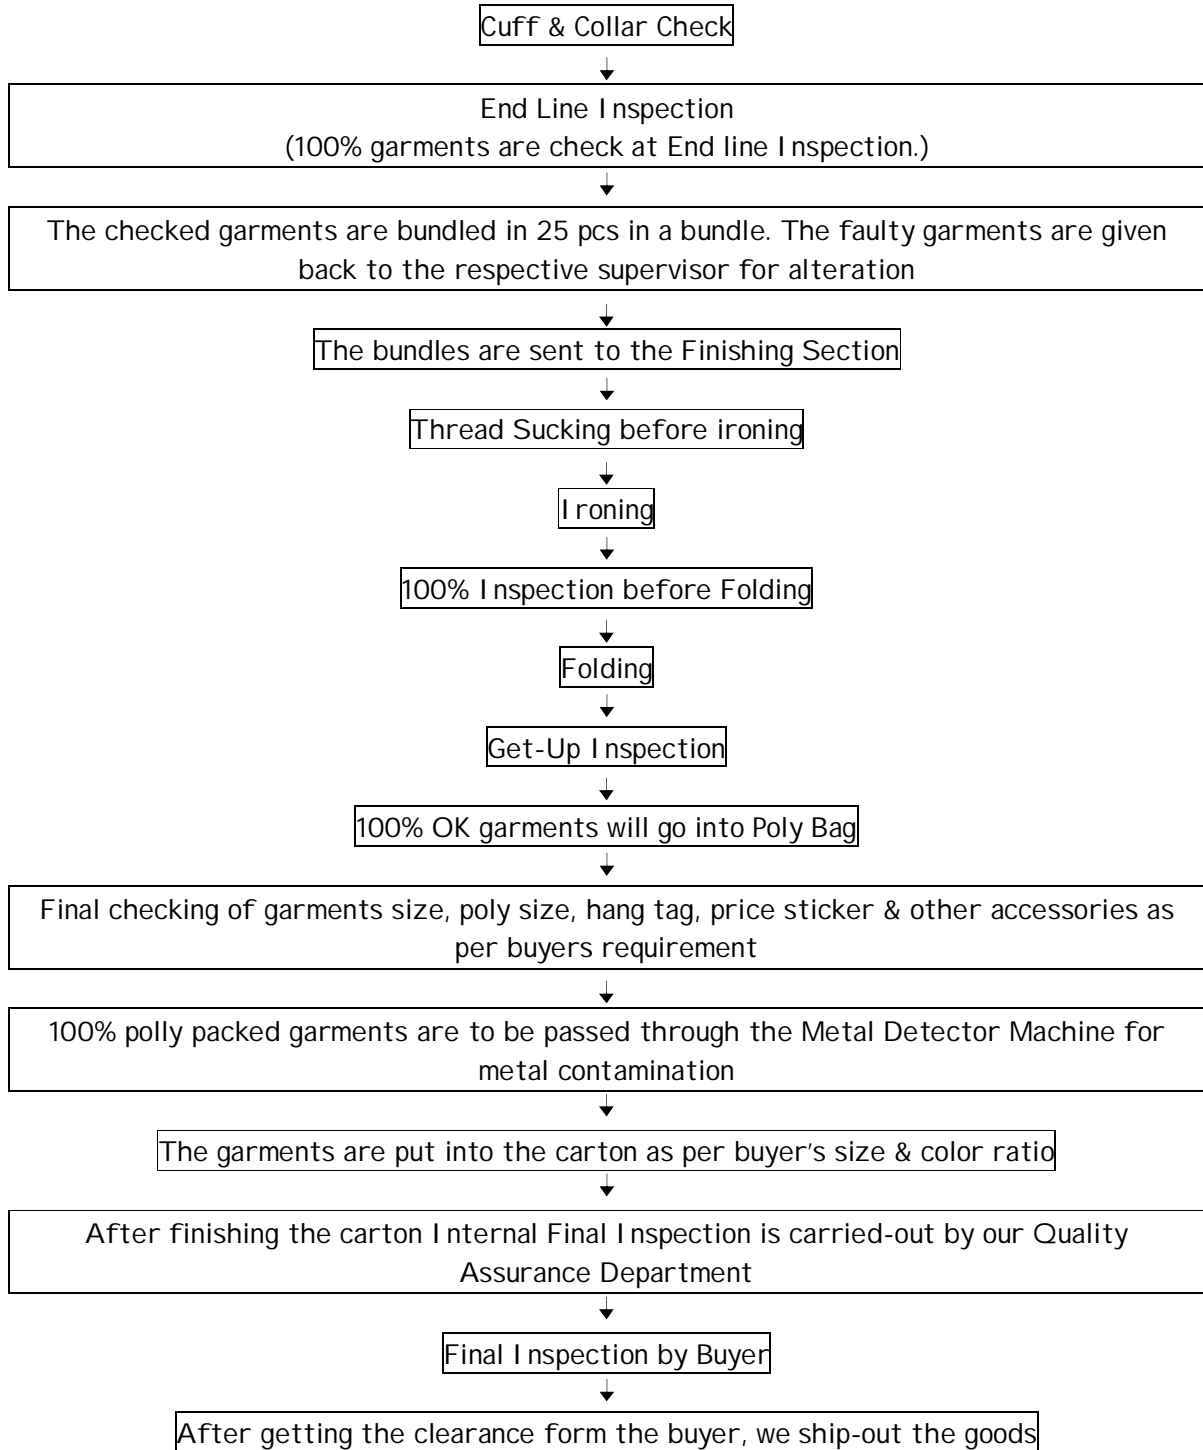 Cuff & Collar Check
End Line Inspection
(100% garments are check at End line Inspection.)
The checked garments are bundled in 25 pcs in a bundle. The faulty garments are given
back to the respective supervisor for alteration
The bundles are sent to the Finishing Section
Thread Sucking before ironing
Ironing
100% Inspection before Folding
Folding
Get-Up Inspection
100% OK garments will go into Poly Bag
Final checking of garments size, poly size, hang tag, price sticker & other accessories as
per buyers requirement
100% polly packed garments are to be passed through the Metal Detector Machine for
metal contamination
The garments are put into the carton as per buyer's size & color ratio
After finishing the carton Internal Final Inspection is carried-out by our Quality
Assurance Department
Final Inspection by Buyer
After getting the clearance form the buyer, we ship-out the goods